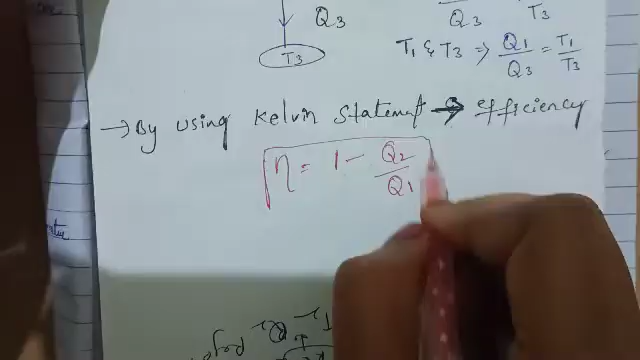 Q3 T3
Q3
T3
T1 & T3 => Q1/Q3 = T1/T3
→ By using Kelvin Statement → efficiency
η = 1 - Q2/Q1